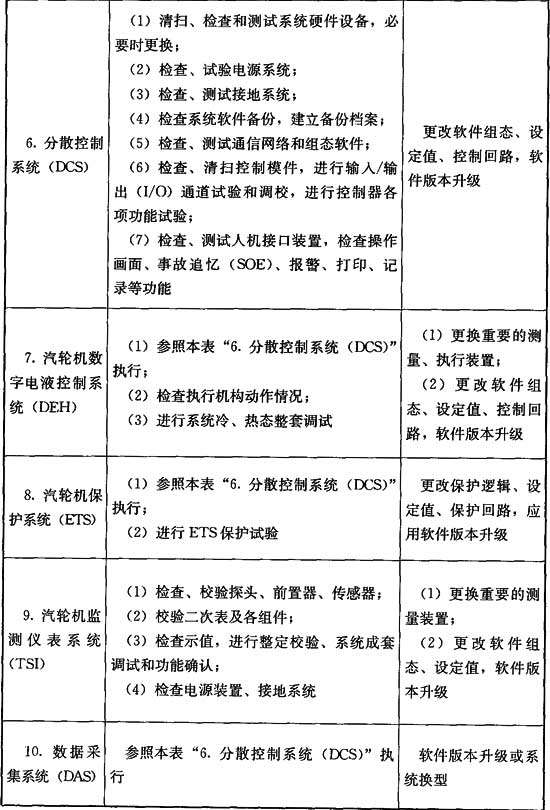 6. 分散控制
系统（DCS）
（1）清扫、检查和测试系统硬件设备，必
要时更换；
（2）检查、试验电源系统；
（3）检查、测试接地系统；
（4）检查系统软件备份，建立备份档案；
（5）检查、测试通信网络和组态软件；
（6）检查、清扫控制模件，进行输入/输
出（I/O）通道试验和调校，进行控制器各
项功能试验；
（7）检查、测试人机接口装置，检查操作
画面、事故追忆（SOE）、报警、打印、记
录等功能
更改软件组态、设
定值、控制回路，软
件版本升级
7. 汽轮机数
字电液控制系
统（DEH）
（1）参照本表“6. 分散控制系统（DCS）”
执行；
（2）检查执行机构动作情况；
（3）进行系统冷、热态整套调试
（1）更换重要的测
量、执行装置；
（2）更改软件组
态、设定值、控制回
路，软件版本升级
8. 汽轮机保
护系统（ETS）
（1）参照本表“6. 分散控制系统（DCS）”
执行；
（2）进行ETS保护试验
更改保护逻辑、设
定值、保护回路，应
用软件版本升级
9. 汽轮机监
测仪表系统
（TSI）
（1）检查、校验探头、前置器、传感器；
（2）校验二次表及各组件；
（3）检查示值，进行整定校验、系统成套
调试和功能确认；
（4）检查电源装置、接地系统
（1）更换重要的测
量装置；
（2）更改软件组
态、设定值，软件版
本升级
10. 数据采
集系统（DAS）
参照本表“6. 分散控制系统（DCS）”执
行
软件版本升级或系
统换型